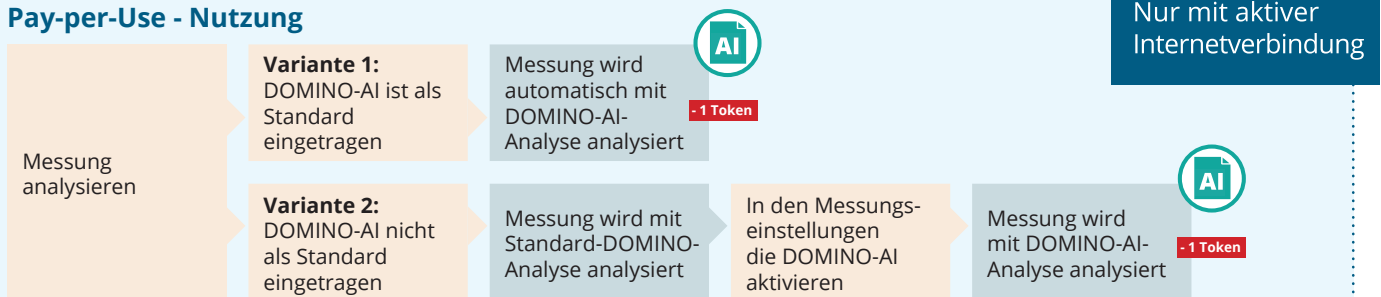 Pay-per-Use - Nutzung
Nur mit aktiver
Internetverbindung
Messung
analysieren
Variante 1:
DOMINO-AI ist als
Standard
eingetragen
Messung wird
automatisch mit
DOMINO-AI-
Analyse analysiert
AI
- 1 Token
Variante 2:
DOMINO-AI nicht
als Standard
eingetragen
Messung wird mit
Standard-DOMINO-
Analyse analysiert
In den Messungs-
einstellungen
die DOMINO-AI
aktivieren
Messung wird
mit DOMINO-AI-
Analyse analysiert
AI
- 1 Token